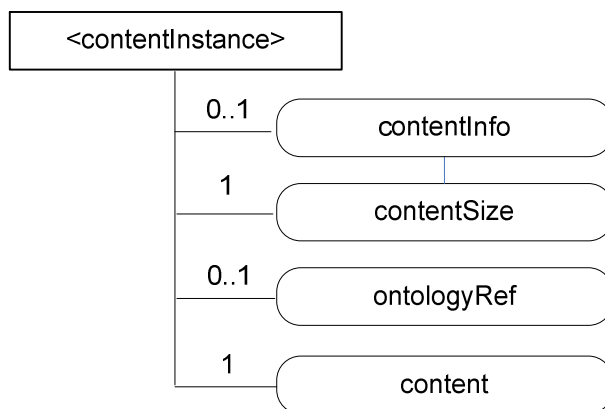 <contentInstance>
0..1
contentInfo
1
contentSize
0..1
ontologyRef
1
content